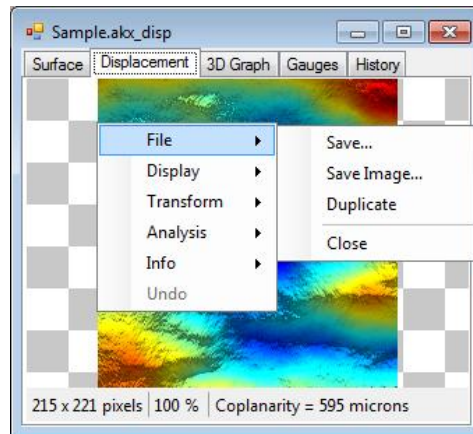 Sample.akx_disp
Surface Displacement 3D Graph Gauges History
File
Display
Transform
Analysis
Info
Undo
Save...
Save Image...
Duplicate
Close
215 x 221 pixels 100 % Coplanarity = 595 microns